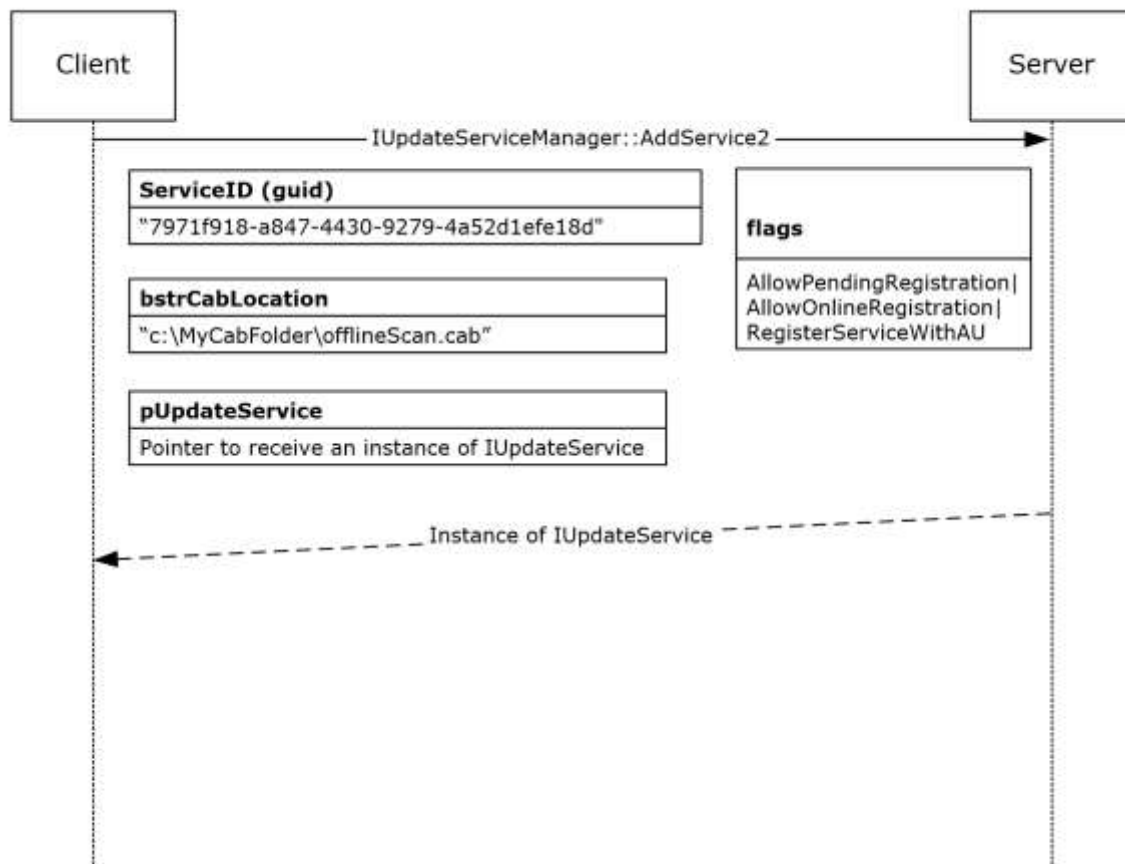 Client
Server
IUpdateServiceManager::AddService2
ServiceID (guid)
“7971f918-a847-4430-9279-4a52d1efe18d”
flags
AllowPendingRegistration|
AllowOnlineRegistration|
RegisterServiceWithAU
bstrCabLocation
“c:\MyCabFolder\offlineScan.cab”
pUpdateService
Pointer to receive an instance of IUpdateService
Instance of IUpdateService